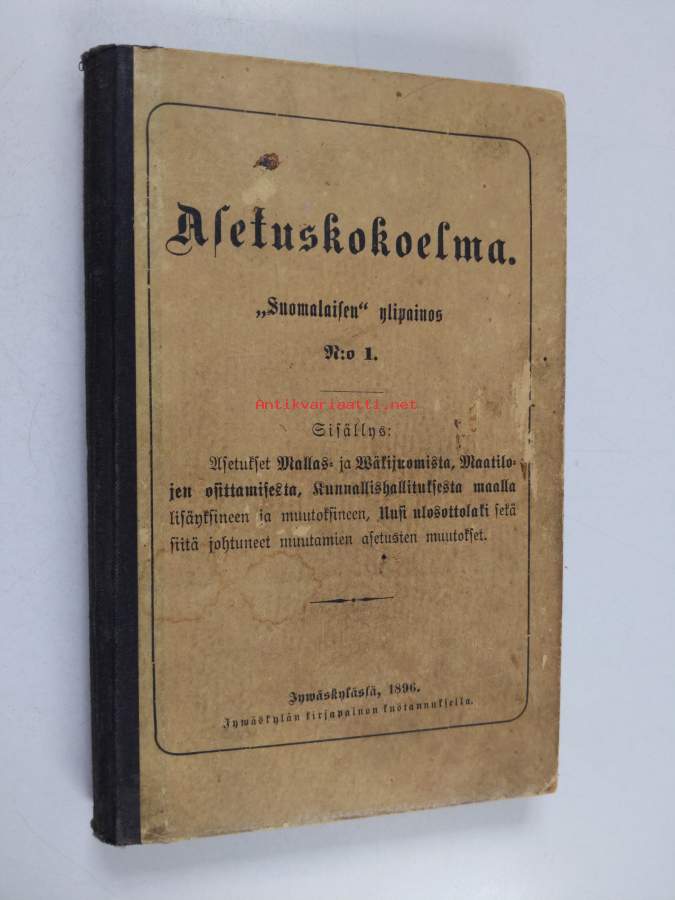 Asetuskokoelma.
„Suomalaisen“ ylipainos
N:o 1.
Antikvariaatti.net
Sisällys:
Asetukset Mallas- ja Wäkijuomista, Maatilo-
jen osittamisesta, Kunnallishallituksesta maalla
lisäyksineen ja muutoksineen, Uusi ulosottolaki sekä
siitä johtuneet muutamien asetusten muutokset.
Jywäskylässä, 1896.
Jywäskylän kirjapainon kustannuksella.